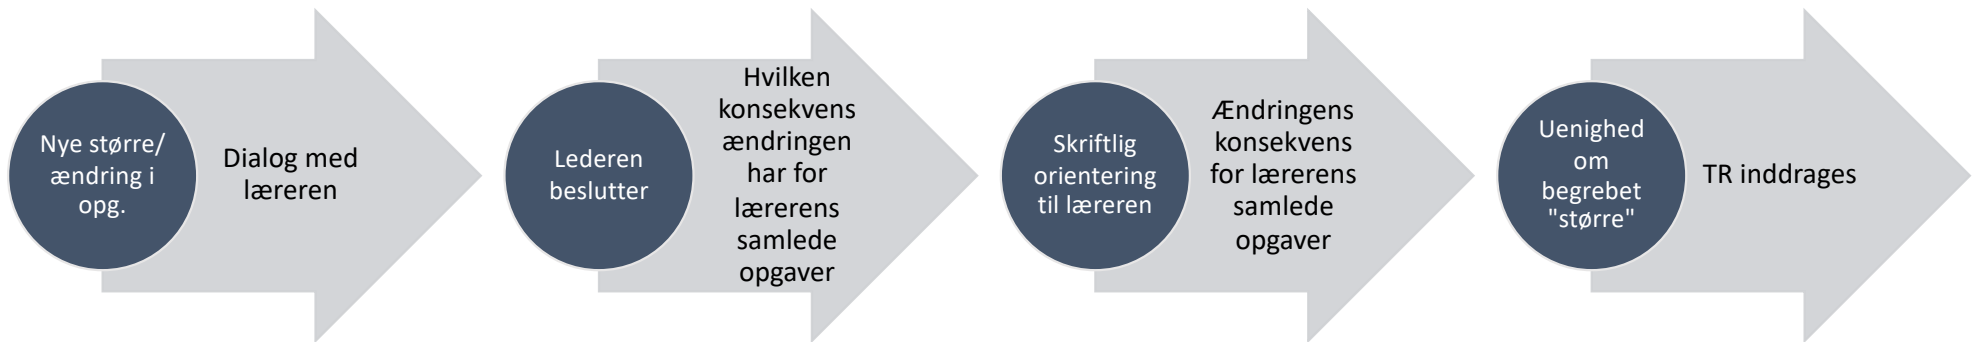 Nye større/
ændring i
opg.
Dialog med
læreren
Lederen
beslutter
Hvilken
konsekvens
ændringen
har for
lærerens
samlede
opgaver
Skriftlig
orientering
til læreren
Ændringens
konsekvens
for lærerens
samlede
opgaver
Uenighed
om
begrebet
"større"
TR inddrages